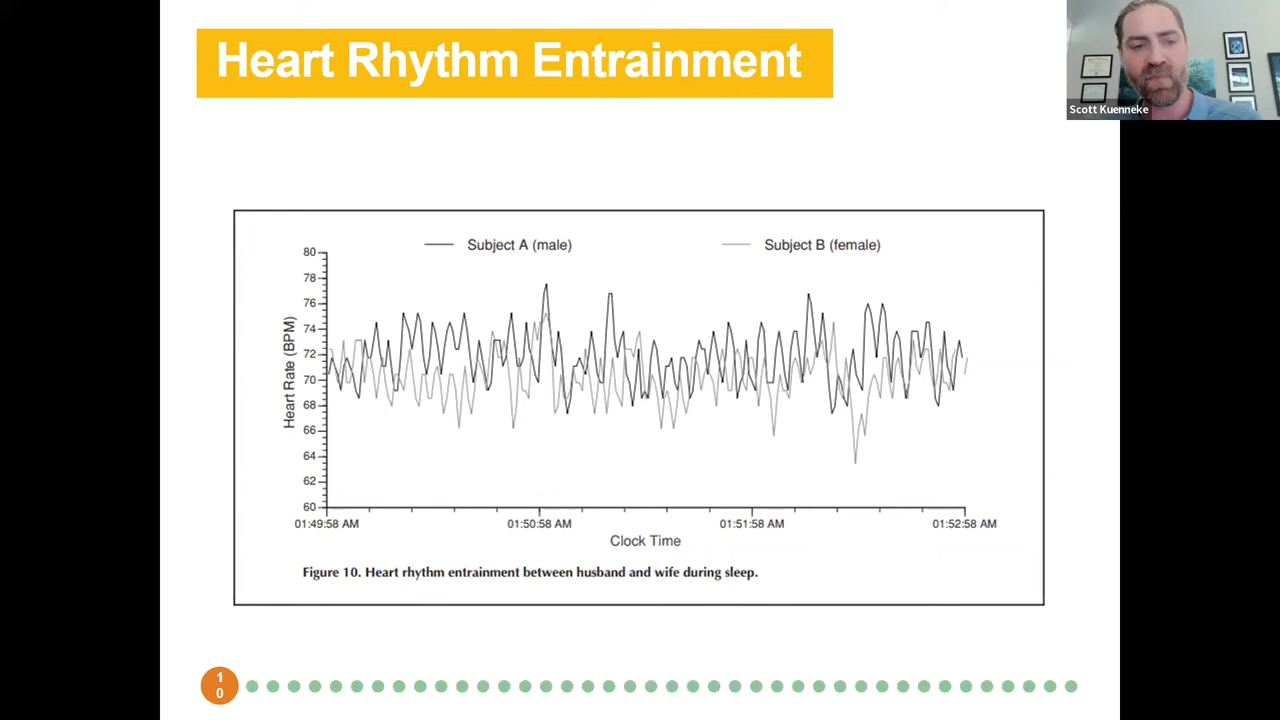 Heart Rhythm Entrainment
Scott Kuenneke
Subject A (male)
Subject B (female)
80
78
76
74
72
70
68
66
64
62
60
Heart Rate (BPM)
01:49:58 AM
01:50:58 AM
01:51:58 AM
01:52:58 AM
Clock Time
Figure 10. Heart rhythm entrainment between husband and wife during sleep.
1
0